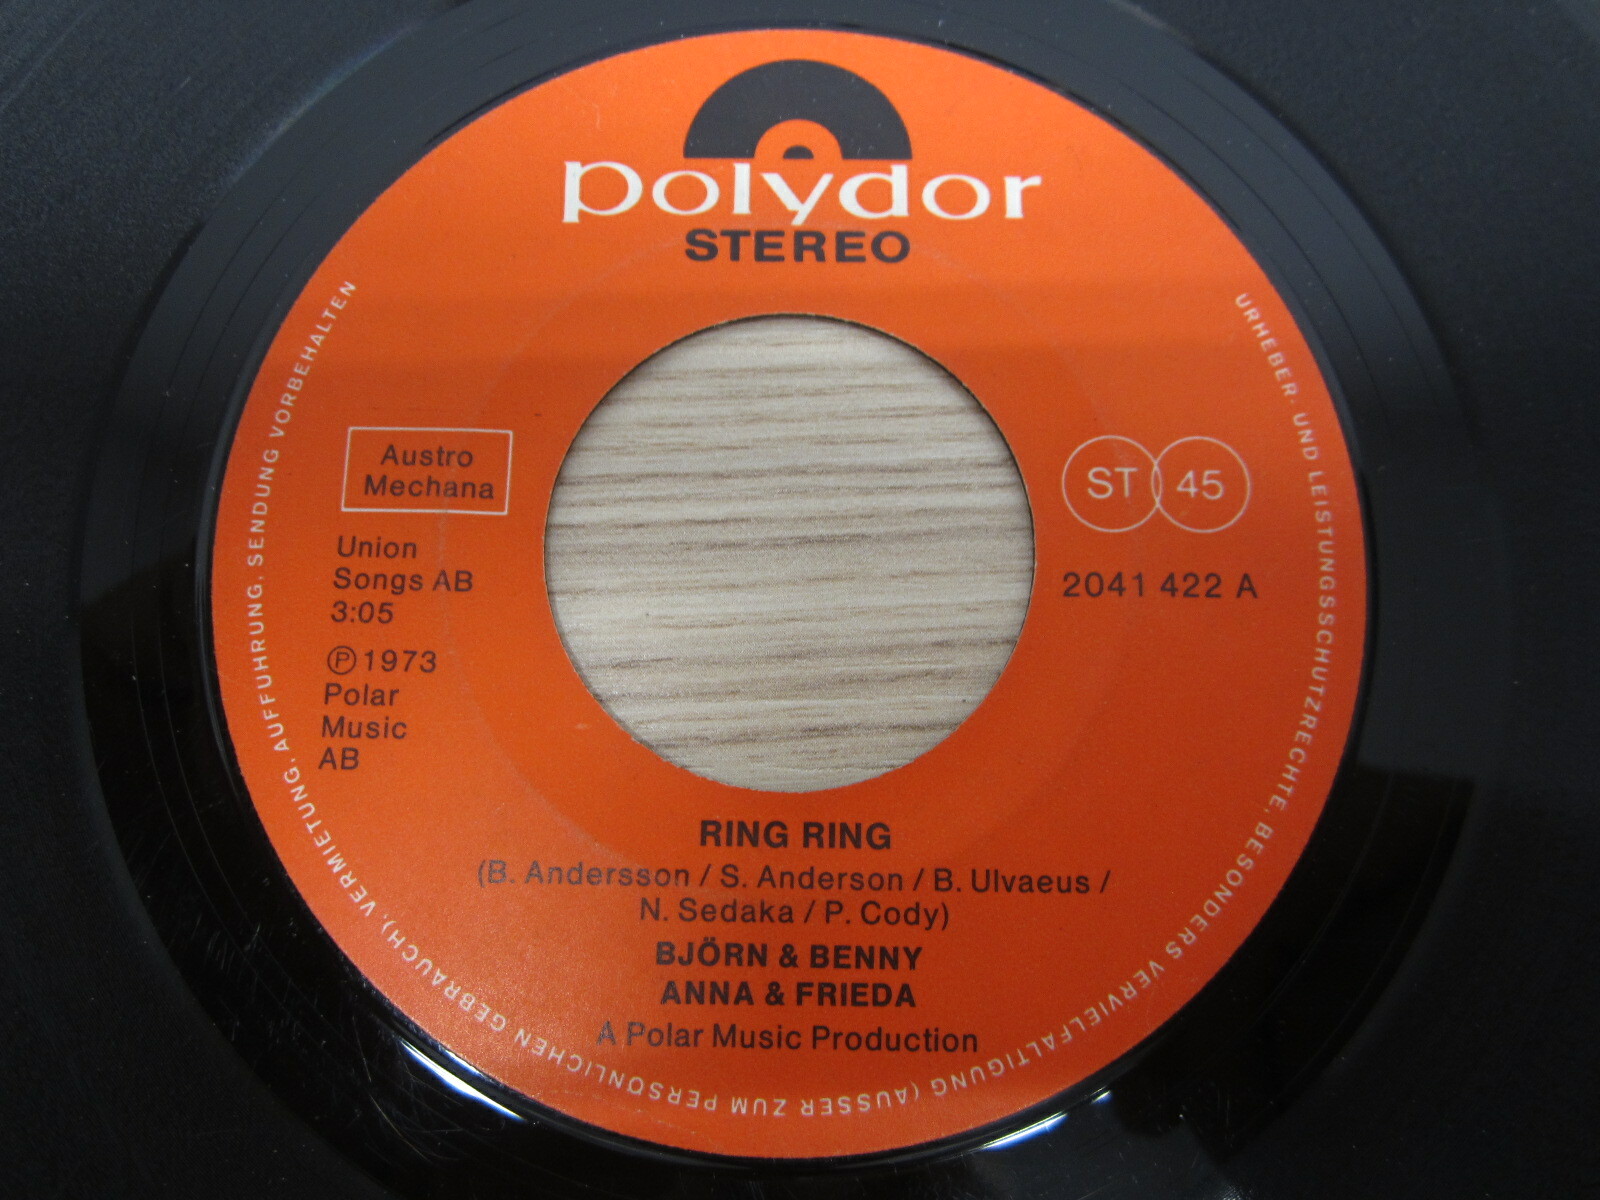 polydor
STEREO
URHEBER- UND LEISTUNGSSCHUTZRECHTE, BESONDERS VERVIELFÄLTIGUNG (AUSSER ZUM PERSÖNLICHEN GEBRAUCH), VERMIETUNG, AUFFÜHRUNG, SENDUNG VORBEHALTEN
Austro
Mechana
Union
Songs AB
3:05
℗ 1973
Polar
Music
AB
ST 45
2041 422 A
RING RING
(B. Andersson / S. Anderson / B. Ulvaeus /
N. Sedaka / P. Cody)
BJÖRN & BENNY
ANNA & FRIEDA
A Polar Music Production